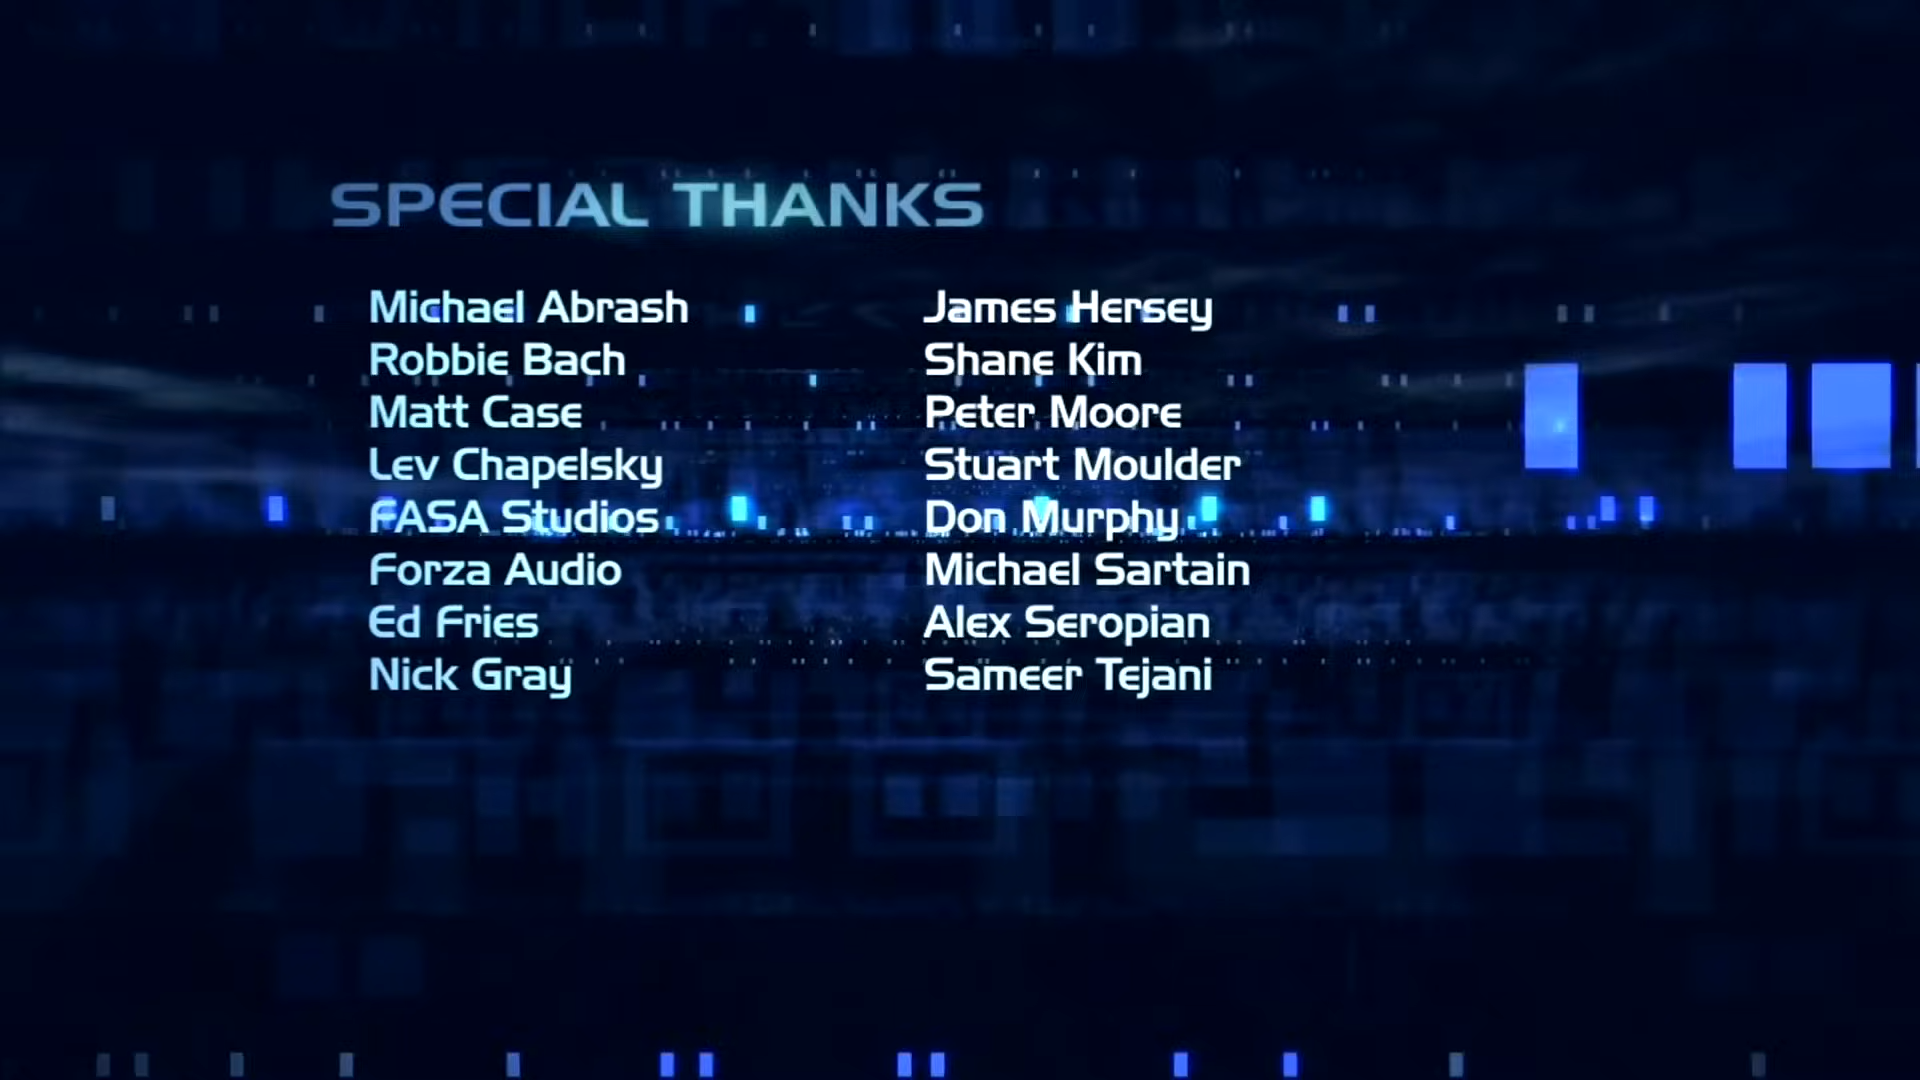 SPECIAL THANKS
Michael Abrash
Robbie Bach
Matt Case
Lev Chapelsky
FASA Studios
Forza Audio
Ed Fries
Nick Gray
James Hersey
Shane Kim
Peter Moore
Stuart Moulder
Don Murphy
Michael Sartain
Alex Seropian
Sameer Tejani